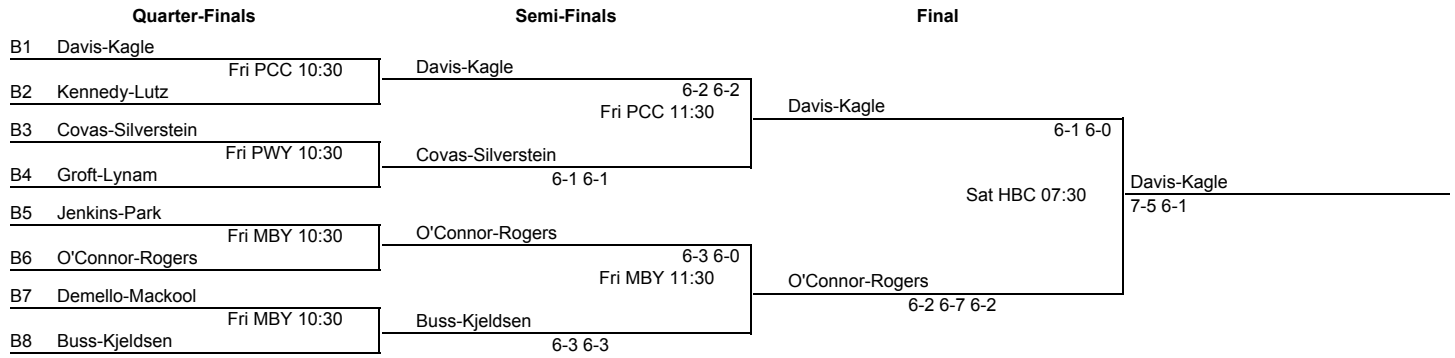 Quarter-Finals Semi-Finals Final
B1 Davis-Kagle
Fri PCC 10:30 Davis-Kagle
B2 Kennedy-Lutz 6-2 6-2
Fri PCC 11:30 Davis-Kagle
B3 Covas-Silverstein 6-1 6-0
Fri PWY 10:30 Covas-Silverstein
B4 Groft-Lynam 6-1 6-1
Sat HBC 07:30 Davis-Kagle
7-5 6-1
B5 Jenkins-Park
Fri MBY 10:30 O'Connor-Rogers
B6 O'Connor-Rogers 6-3 6-0
Fri MBY 11:30 O'Connor-Rogers
B7 Demello-Mackool 6-2 6-7 6-2
Fri MBY 10:30 Buss-Kjeldsen
B8 Buss-Kjeldsen 6-3 6-3